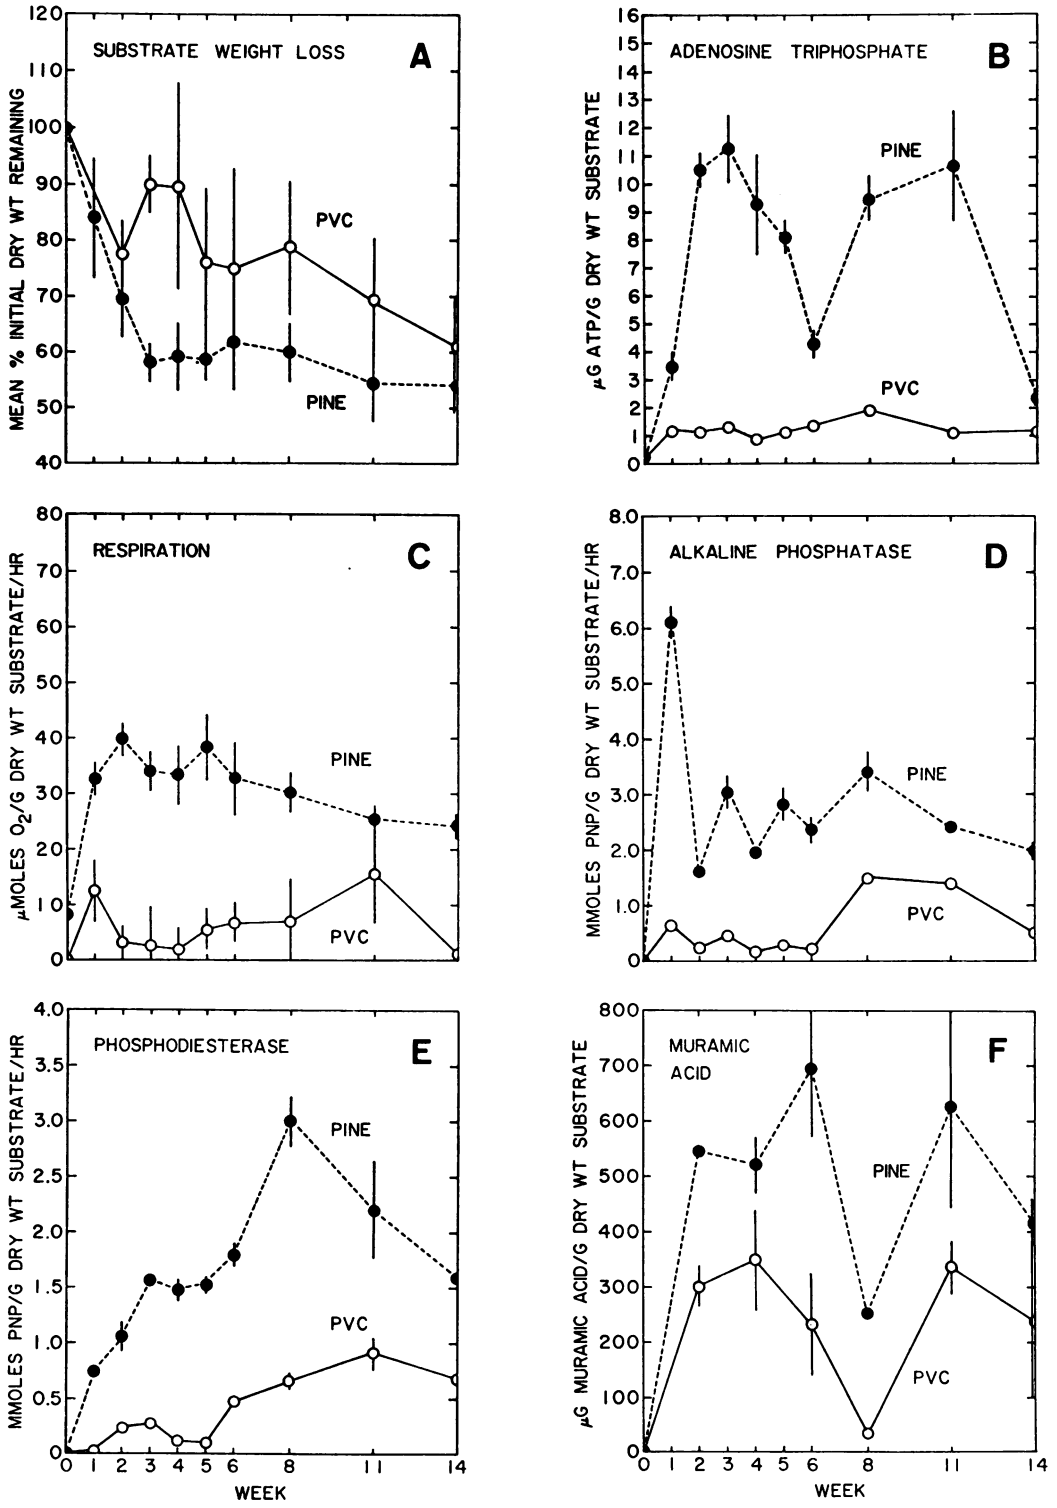 SUBSTRATE WEIGHT LOSS
A
MEAN % INITIAL DRY WT REMAINING
120
110
100
90
80
70
60
50
40
PVC
PINE
ADENOSINE TRIPHOSPHATE
B
μG ATP/G DRY WT SUBSTRATE
16
15
14
13
12
11
10
9
8
7
6
5
4
3
2
1
0
PINE
PVC
RESPIRATION
C
μMOLES O2/G DRY WT SUBSTRATE/HR
80
70
60
50
40
30
20
10
0
PINE
PVC
ALKALINE PHOSPHATASE
D
MMOLES PNP/G DRY WT SUBSTRATE/HR
8.0
7.0
6.0
5.0
4.0
3.0
2.0
1.0
0
PINE
PVC
PHOSPHODIESTERASE
E
MMOLES PNP/G DRY WT SUBSTRATE/HR
4.0
3.5
3.0
2.5
2.0
1.5
1.0
0.5
0
PINE
PVC
0 1 2 3 4 5 6 8 11 14
WEEK
MURAMIC
ACID
F
μG MURAMIC ACID/G DRY WT SUBSTRATE
800
700
600
500
400
300
200
100
0
PINE
PVC
0 1 2 3 4 5 6 8 11 14
WEEK